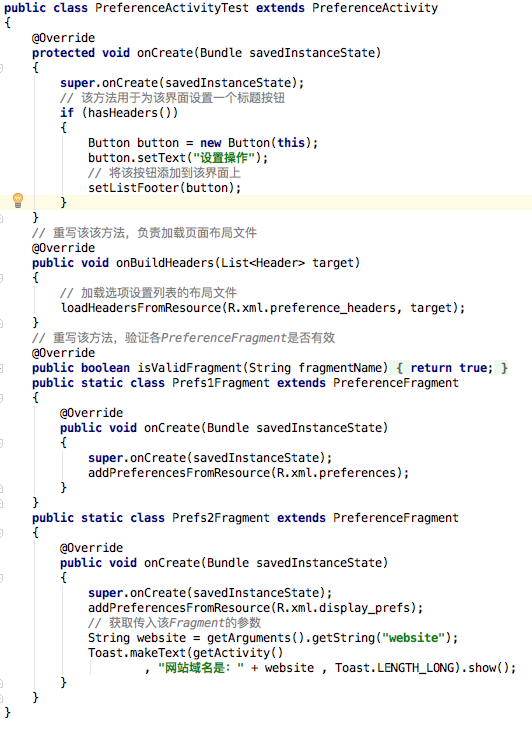 public class PreferenceActivityTest extends PreferenceActivity
{
    @Override
    protected void onCreate(Bundle savedInstanceState)
    {
        super.onCreate(savedInstanceState);
        // 该方法用于为该界面设置一个标题按钮
        if (hasHeaders())
        {
            Button button = new Button(this);
            button.setText("设置操作");
            // 将该按钮添加到该界面上
            setListFooter(button);
        }
    }
    // 重写该该方法，负责加载页面布局文件
    @Override
    public void onBuildHeaders(List<Header> target)
    {
        // 加载选项设置列表的布局文件
        loadHeadersFromResource(R.xml.preference_headers, target);
    }
    // 重写该方法，验证各PreferenceFragment是否有效
    @Override
    public boolean isValidFragment(String fragmentName) { return true; }
    public static class Prefs1Fragment extends PreferenceFragment
    {
        @Override
        public void onCreate(Bundle savedInstanceState)
        {
            super.onCreate(savedInstanceState);
            addPreferencesFromResource(R.xml.preferences);
        }
    }
    public static class Prefs2Fragment extends PreferenceFragment
    {
        @Override
        public void onCreate(Bundle savedInstanceState)
        {
            super.onCreate(savedInstanceState);
            addPreferencesFromResource(R.xml.display_prefs);
            // 获取传入该Fragment的参数
            String website = getArguments().getString("website");
            Toast.makeText(getActivity()
                    , "网站域名是：" + website , Toast.LENGTH_LONG).show();
        }
    }
}